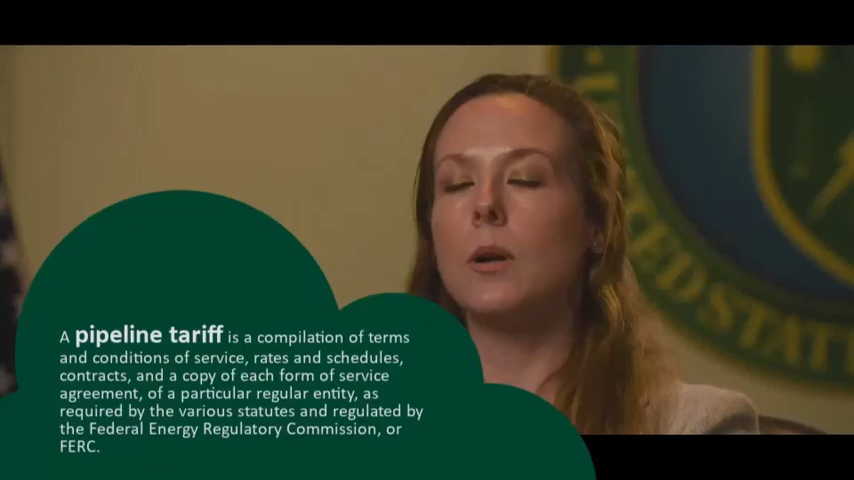 A pipeline tariff is a compilation of terms
and conditions of service, rates and schedules,
contracts, and a copy of each form of service
agreement, of a particular regular entity, as
required by the various statutes and regulated by
the Federal Energy Regulatory Commission, or
FERC.